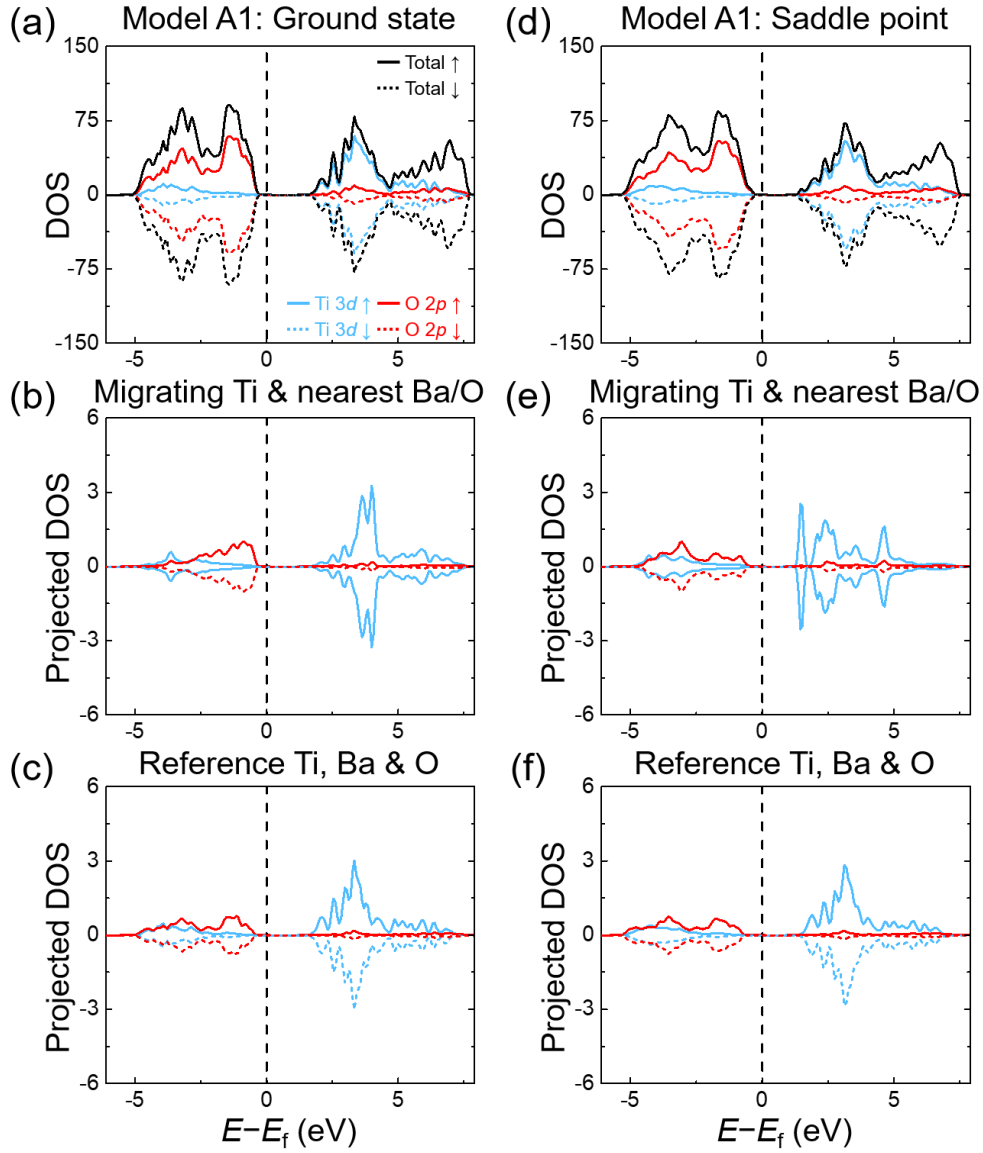 (a) Model A1: Ground state
150
75
0
-75
-150
DOS
Total ↑
Total ↓
Ti 3d ↑ O 2p ↑
Ti 3d ↓ O 2p ↓
-5 0 5
(b) Migrating Ti & nearest Ba/O
6
3
0
-3
-6
Projected DOS
-5 0 5
(c) Reference Ti, Ba & O
6
3
0
-3
-6
Projected DOS
-5 0 5
E−Ef (eV)
(d) Model A1: Saddle point
150
75
0
-75
-150
DOS
Total ↑
Total ↓
-5 0 5
(e) Migrating Ti & nearest Ba/O
6
3
0
-3
-6
Projected DOS
-5 0 5
(f) Reference Ti, Ba & O
6
3
0
-3
-6
Projected DOS
-5 0 5
E−Ef (eV)